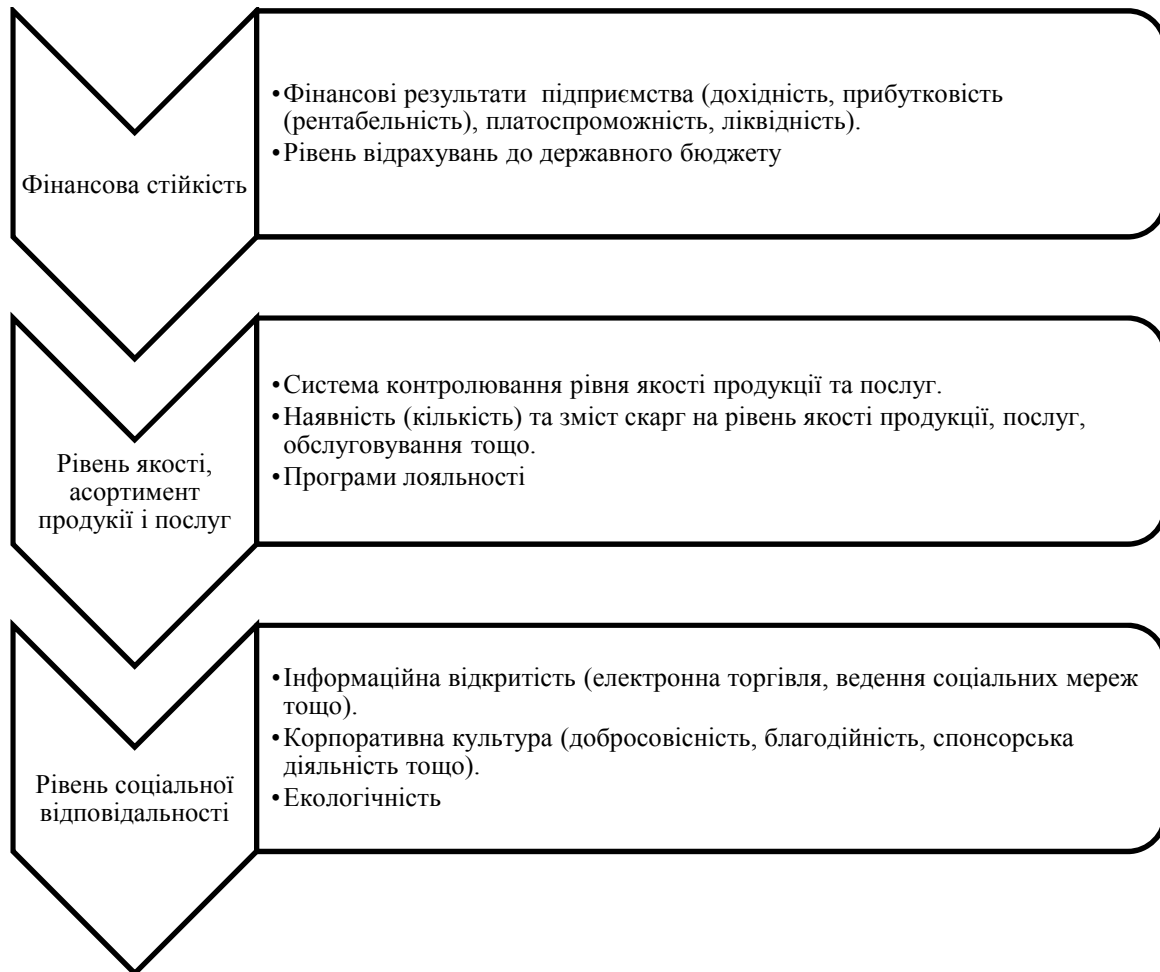 Фінансова стійкість
•Фінансові результати підприємства (дохідність, прибутковість
(рентабельність), платоспроможність, ліквідність).
•Рівень відрахувань до державного бюджету
Рівень якості,
асортимент
продукії і послуг
•Система контролювання рівня якості продукції та послуг.
•Наявність (кількість) та зміст скарг на рівень якості продукції, послуг,
обслуговування тощо.
•Програми лояльності
Рівень соціальної
відповідальності
•Інформаційна відкритість (електронна торгівля, ведення соціальних мереж
тощо).
•Корпоративна культура (добросовісність, благодійність, спонсорська
діяльність тощо).
•Екологічність